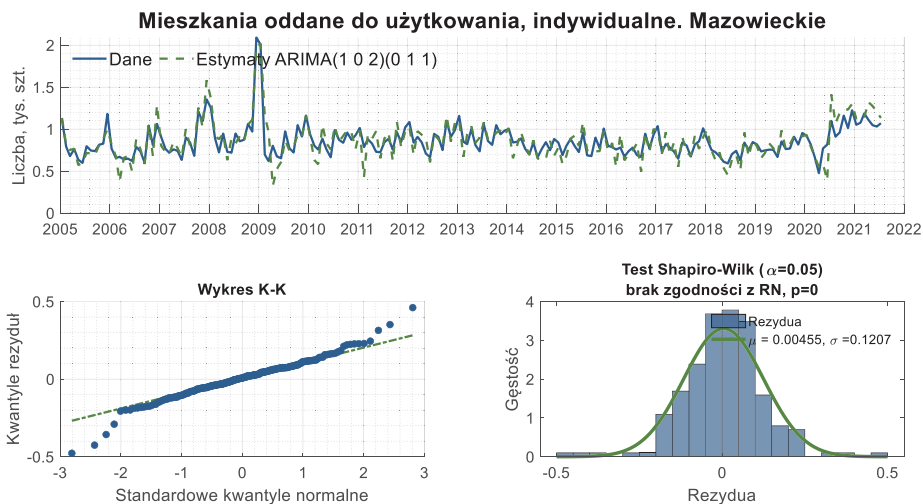 Mieszkania oddane do użytkowania, indywidualne. Mazowieckie
Liczba, tys. szt.
2
1.5
1
0.5
0
Dane
Estymaty ARIMA(1 0 2)(0 1 1)
2005 2006 2007 2008 2009 2010 2011 2012 2013 2014 2015 2016 2017 2018 2019 2020 2021 2022
Wykres K-K
Kwantyle rezyduł
0.5
0
-0.5
-3 -2 -1 0 1 2 3
Standardowe kwantyle normalne
Test Shapiro-Wilk (α=0.05)
brak zgodności z RN, p=0
Gęstość
4
3
2
1
0
Rezydua
μ = 0.00455, σ =0.1207
-0.5 0 0.5
Rezydua